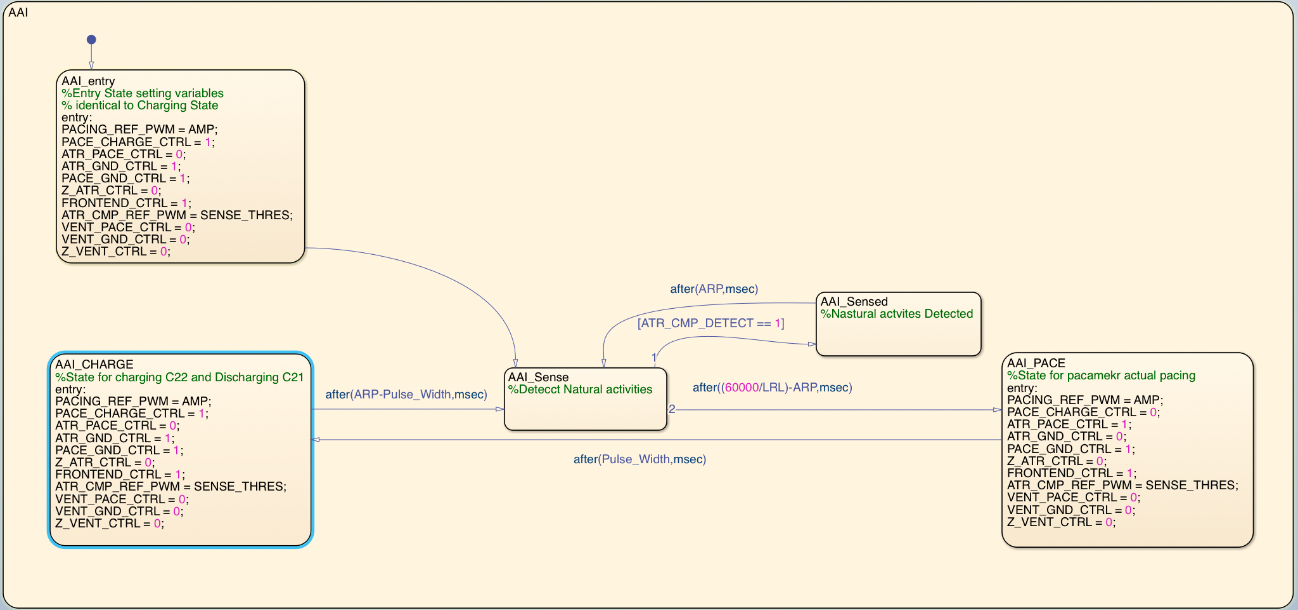 AAI
AAI_entry
%Entry State setting variables
% identical to Charging State
entry:
PACING_REF_PWM = AMP;
PACE_CHARGE_CTRL = 1;
ATR_PACE_CTRL = 0;
ATR_GND_CTRL = 1;
PACE_GND_CTRL = 1;
Z_ATR_CTRL = 0;
FRONTEND_CTRL = 1;
ATR_CMP_REF_PWM = SENSE_THRES;
VENT_PACE_CTRL = 0;
VENT_GND_CTRL = 0;
Z_VENT_CTRL = 0;
after(ARP,msec)
[ATR_CMP_DETECT == 1]
1
AAI_Sensed
%Nastural actvites Detected
AAI_CHARGE
%State for charging C22 and Discharging C21
entry:
PACING_REF_PWM = AMP;
PACE_CHARGE_CTRL = 1;
ATR_PACE_CTRL = 0;
ATR_GND_CTRL = 1;
PACE_GND_CTRL = 1;
Z_ATR_CTRL = 0;
FRONTEND_CTRL = 1;
ATR_CMP_REF_PWM = SENSE_THRES;
VENT_PACE_CTRL = 0;
VENT_GND_CTRL = 0;
Z_VENT_CTRL = 0;
after(ARP-Pulse_Width,msec)
AAI_Sense
%Detecct Natural activities
2
after((60000/LRL)-ARP,msec)
after(Pulse_Width,msec)
AAI_PACE
%State for pacamekr actual pacing
entry:
PACING_REF_PWM = AMP;
PACE_CHARGE_CTRL = 0;
ATR_PACE_CTRL = 1;
ATR_GND_CTRL = 0;
PACE_GND_CTRL = 1;
Z_ATR_CTRL = 0;
FRONTEND_CTRL = 1;
ATR_CMP_REF_PWM = SENSE_THRES;
VENT_PACE_CTRL = 0;
VENT_GND_CTRL = 0;
Z_VENT_CTRL = 0;